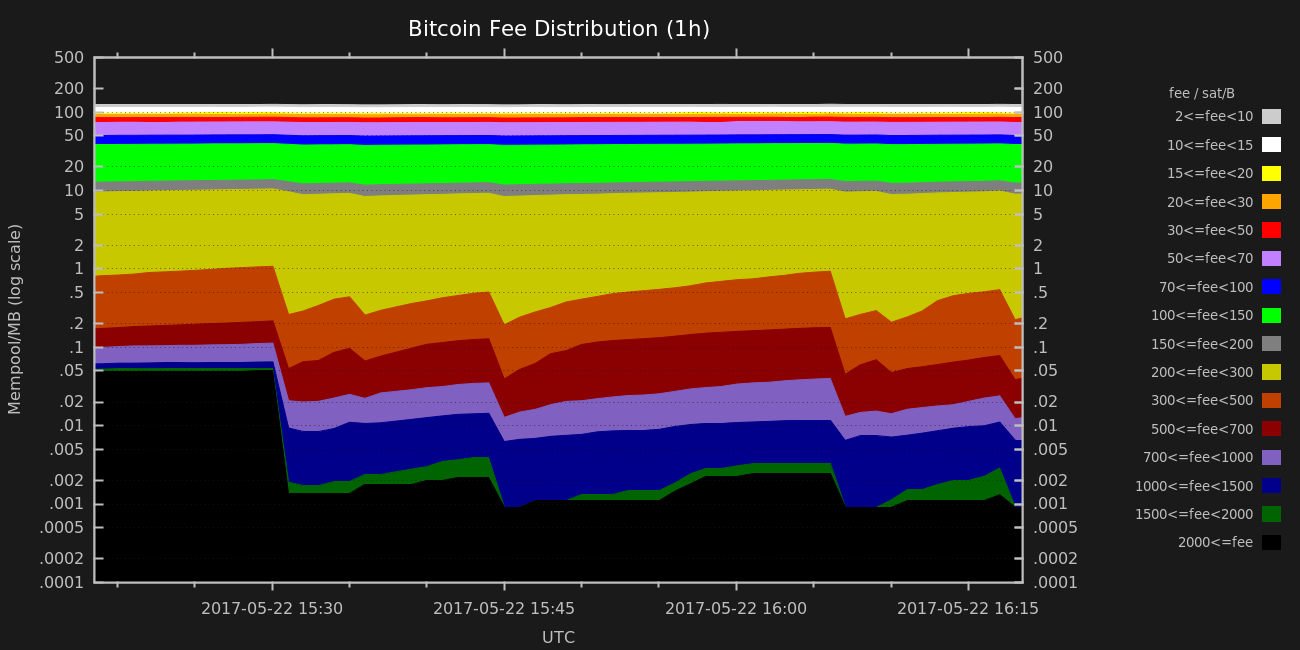 Bitcoin Fee Distribution (1h)
500 500
200 200
100 100
50 50
20 20
10 10
5 5
2 2
1 1
.5 .5
.2 .2
.1 .1
.05 .05
.02 .02
.01 .01
.005 .005
.002 .002
.001 .001
.0005 .0005
.0002 .0002
.0001 .0001
Mempool/MB (log scale)
2017-05-22 15:30 2017-05-22 15:45 2017-05-22 16:00 2017-05-22 16:15
UTC
fee / sat/B
2<=fee<10
10<=fee<15
15<=fee<20
20<=fee<30
30<=fee<50
50<=fee<70
70<=fee<100
100<=fee<150
150<=fee<200
200<=fee<300
300<=fee<500
500<=fee<700
700<=fee<1000
1000<=fee<1500
1500<=fee<2000
2000<=fee